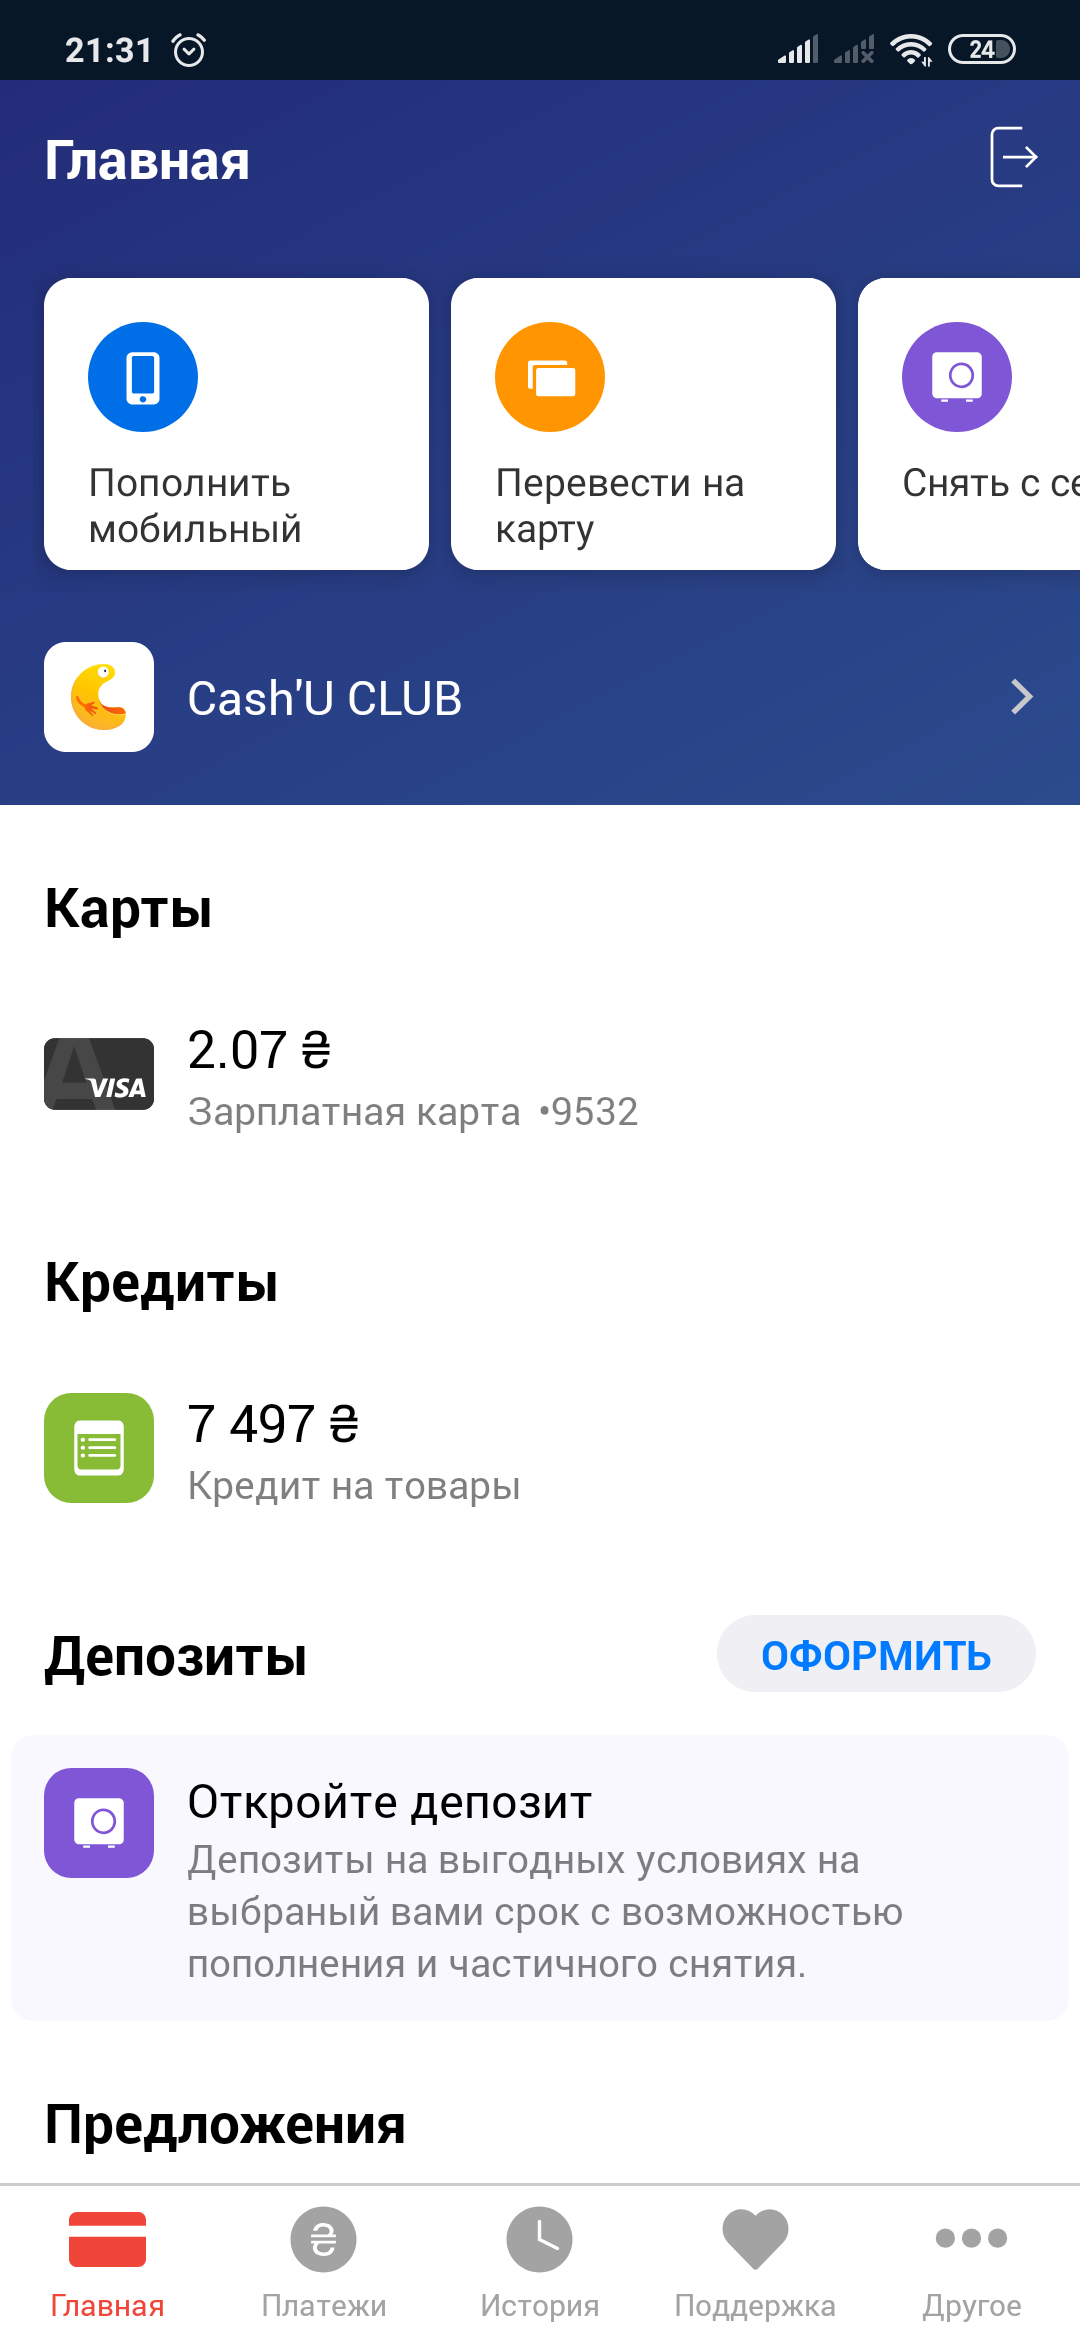 21:31
24
Главная
Пополнить
мобильный
Перевести на
карту
Снять с се
Cash'U CLUB
Карты
VISA
2.07 ₴
Зарплатная карта •9532
Кредиты
7 497 ₴
Кредит на товары
Депозиты
ОФОРМИТЬ
Откройте депозит
Депозиты на выгодных условиях на
выбраный вами срок с возможностью
пополнения и частичного снятия.
Предложения
Главная
Платежи
История
Поддержка
Другое